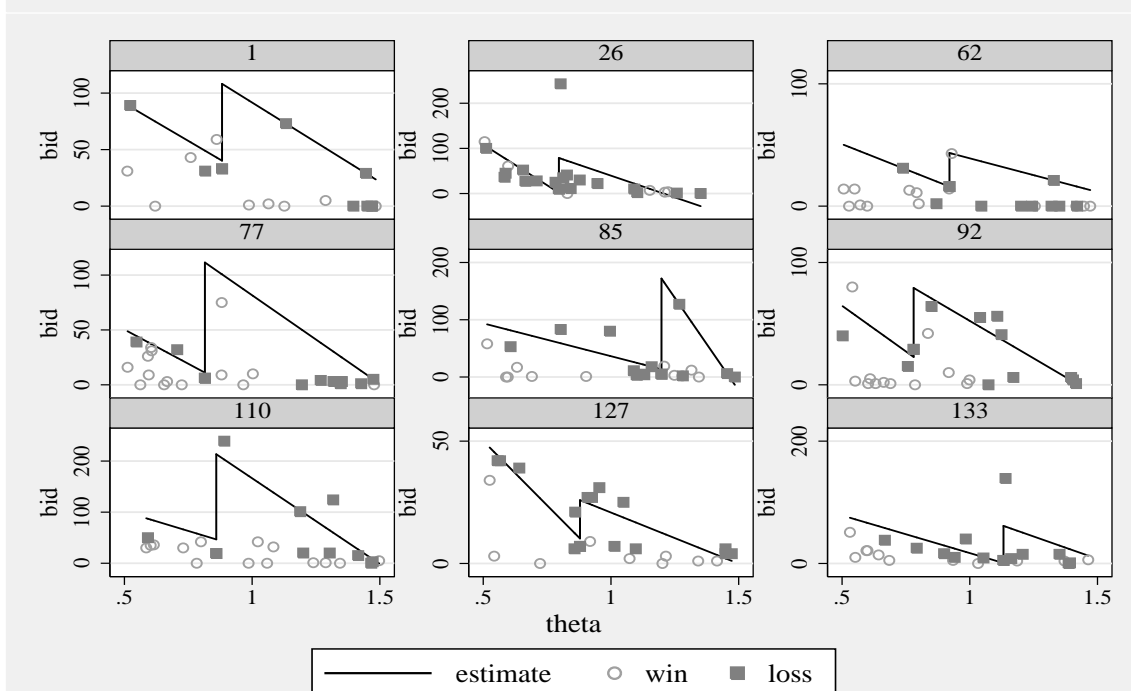 1 26 62
100 200 100
50 100
0 0 0
bid bid bid
77 85 92
100 200 100
50 100
0 0 0
bid bid bid
110 127 133
200 50 200
100
0 0 0
bid bid bid
.5 1 1.5 .5 1 1.5 .5 1 1.5
theta
estimate win loss